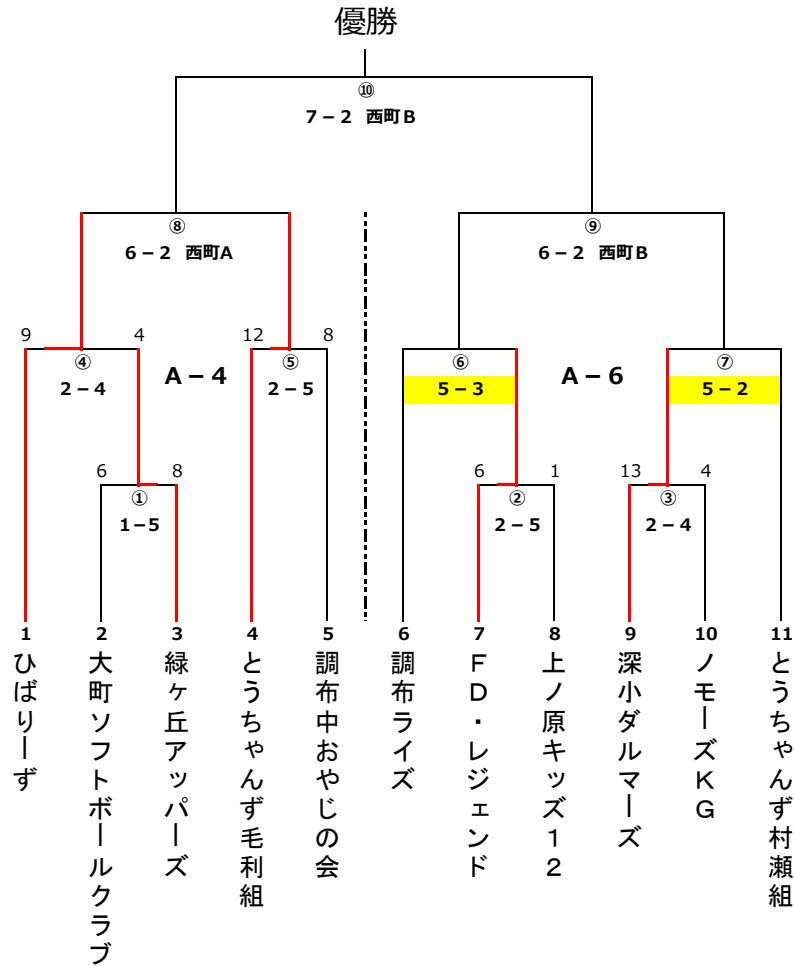 優勝
⑩
7－2 西町B
⑧
⑨
6－2 西町A
6－2 西町B
9
4
12
8
④
⑤
⑥
⑦
A－4
A－6
2－4
2－5
5－3
5－2
6
8
6
1
13
4
①
②
③
1－5
2－5
2－4
1
2
3
4
5
6
7
8
9
10
11
ひばりーず
大町ソフトボールクラブ
緑ヶ丘アッパーズ
とうちゃんず毛利組
調布中おやじの会
調布ライズ
ＦＤ・レジェンド
上ノ原キッズ１２
深小ダルマーズ
ノモーズＫＧ
とうちゃんず村瀬組